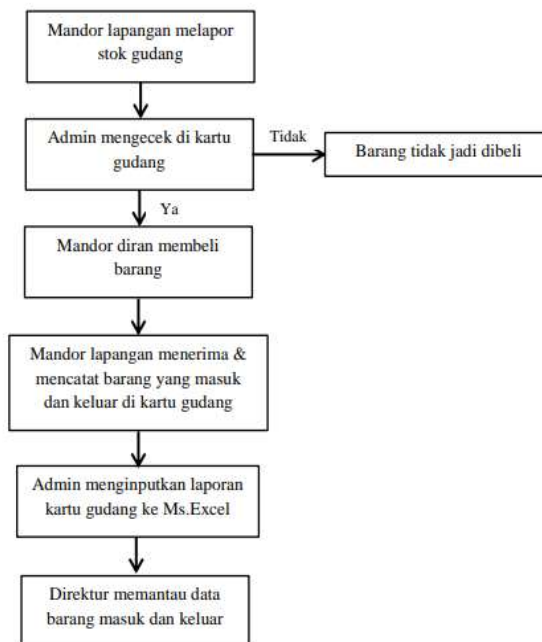 Mandor lapangan melapor
stok gudang
Admin mengecek di kartu
gudang
Tidak
Barang tidak jadi dibeli
Ya
Mandor diran membeli
barang
Mandor lapangan menerima &
mencatat barang yang masuk
dan keluar di kartu gudang
Admin menginputkan laporan
kartu gudang ke Ms.Excel
Direktur memantau data
barang masuk dan keluar